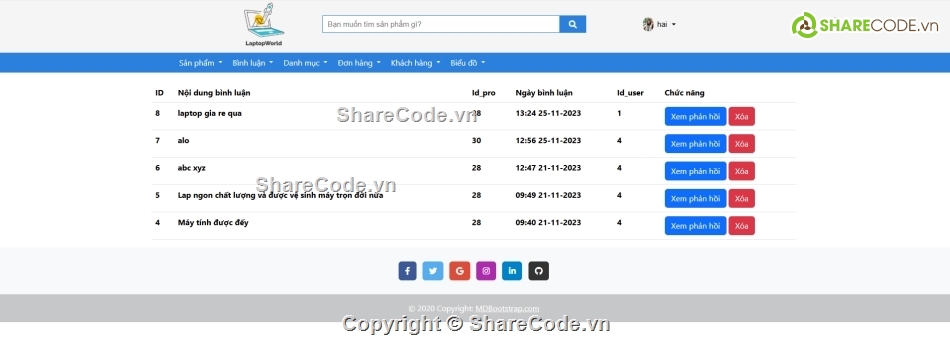 LaptopWorld
Bạn muốn tìm sản phẩm gì?
hai
SHARECODE.vn
Sản phẩm Bình luận Danh mục Đơn hàng Khách hàng Biểu đồ
ID Nội dung bình luận Id_pro Ngày bình luận Id_user Chức năng
8 laptop gia re qua 28 13:24 25-11-2023 1 Xem phản hồi Xóa
ShareCode.vn
7 alo 30 12:56 25-11-2023 4 Xem phản hồi Xóa
6 abc xyz 28 12:47 21-11-2023 4 Xem phản hồi Xóa
ShareCode.vn
5 Lap ngon chất lượng và được vệ sinh máy trọn đời nữa 28 09:49 21-11-2023 4 Xem phản hồi Xóa
4 Máy tính được đấy 28 09:40 21-11-2023 4 Xem phản hồi Xóa
© 2020 Copyright: MDBootstrap.com
Copyright © ShareCode.vn